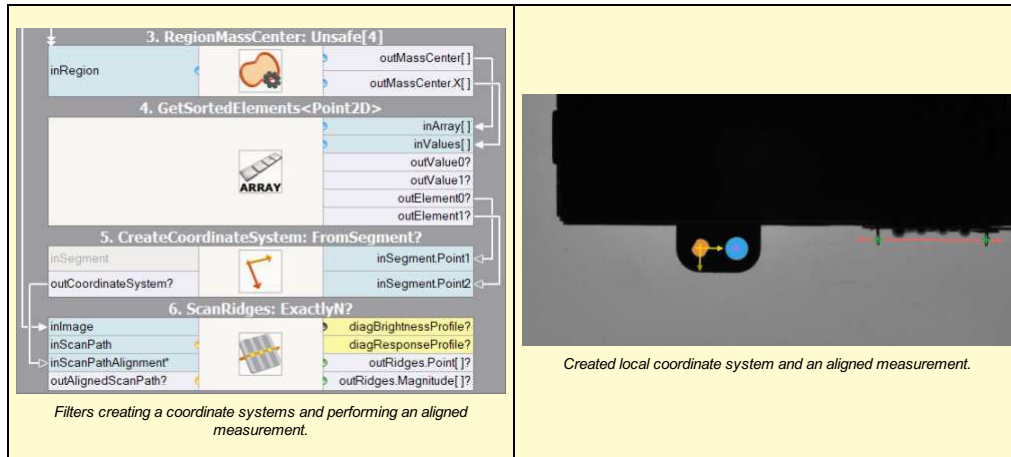 3. RegionMassCenter: Unsafe[4]
inRegion
outMassCenter[ ]
outMassCenter.X[ ]
4. GetSortedElements<Point2D>
inArray[ ]
inValues[ ]
outValue0?
outValue1?
outElement0?
outElement1?
ARRAY
5. CreateCoordinateSystem: FromSegment?
inSegment
inSegment.Point1
outCoordinateSystem?
inSegment.Point2
6. ScanRidges: ExactlyN?
inImage
diagBrightnessProfile?
inScanPath
diagResponseProfile?
inScanPathAlignment*
outRidges.Point[ ]?
outAlignedScanPath?
outRidges.Magnitude[ ]?
Filters creating a coordinate systems and performing an aligned
measurement.
Created local coordinate system and an aligned measurement.